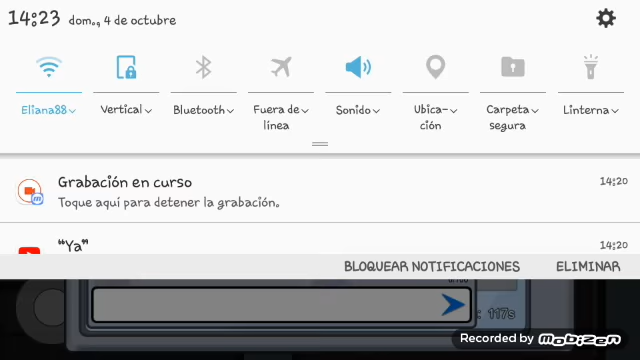 14:23 dom., 4 de octubre
Eliana88
Vertical
Bluetooth
Fuera de
línea
Sonido
Ubica-
ción
Carpeta
segura
Linterna
Grabación en curso
14:20
Toque aquí para detener la grabación.
"Ya"
14:20
BLOQUEAR NOTIFICACIONES
ELIMINAR
: 117s
Recorded by Mobizen